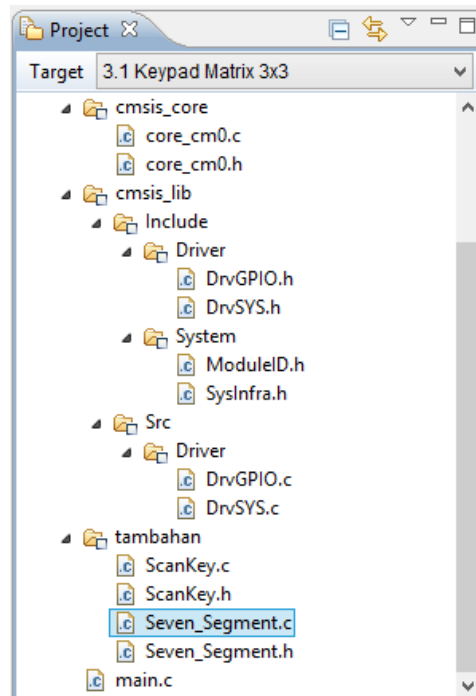 Project
Target 3.1 Keypad Matrix 3x3
cmsis_core
.c core_cm0.c
.c core_cm0.h
cmsis_lib
Include
Driver
.c DrvGPIO.h
.c DrvSYS.h
System
.c ModuleID.h
.c SysInfra.h
Src
Driver
.c DrvGPIO.c
.c DrvSYS.c
tambahan
.c ScanKey.c
.c ScanKey.h
.c Seven_Segment.c
.c Seven_Segment.h
.c main.c